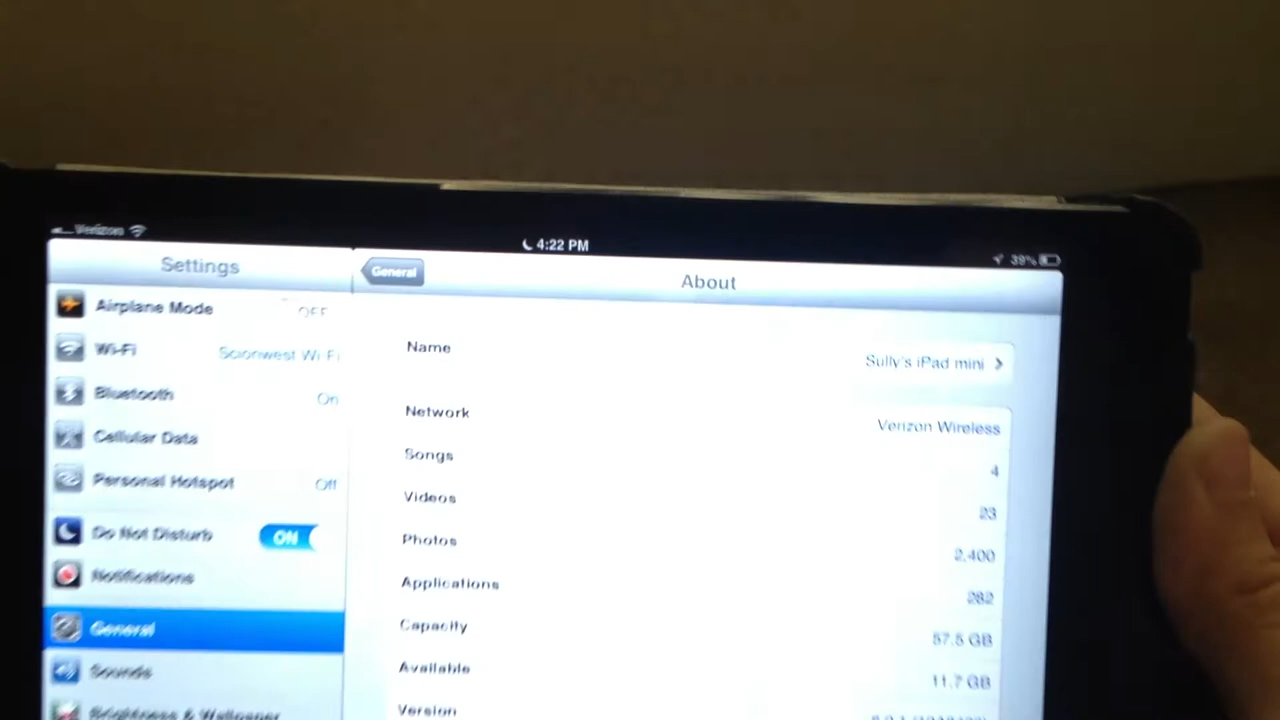 Verizon
4:22 PM
39%
Settings
General
About
Airplane Mode OFF
Wi-Fi Scionwest Wi-Fi
Bluetooth On
Cellular Data
Personal Hotspot Off
Do Not Disturb ON
Notifications
General
Sounds
Brightness & Wallpaper
Name Sully's iPad mini
Network Verizon Wireless
Songs 4
Videos 23
Photos 2,400
Applications 282
Capacity 57.5 GB
Available 11.7 GB
Version